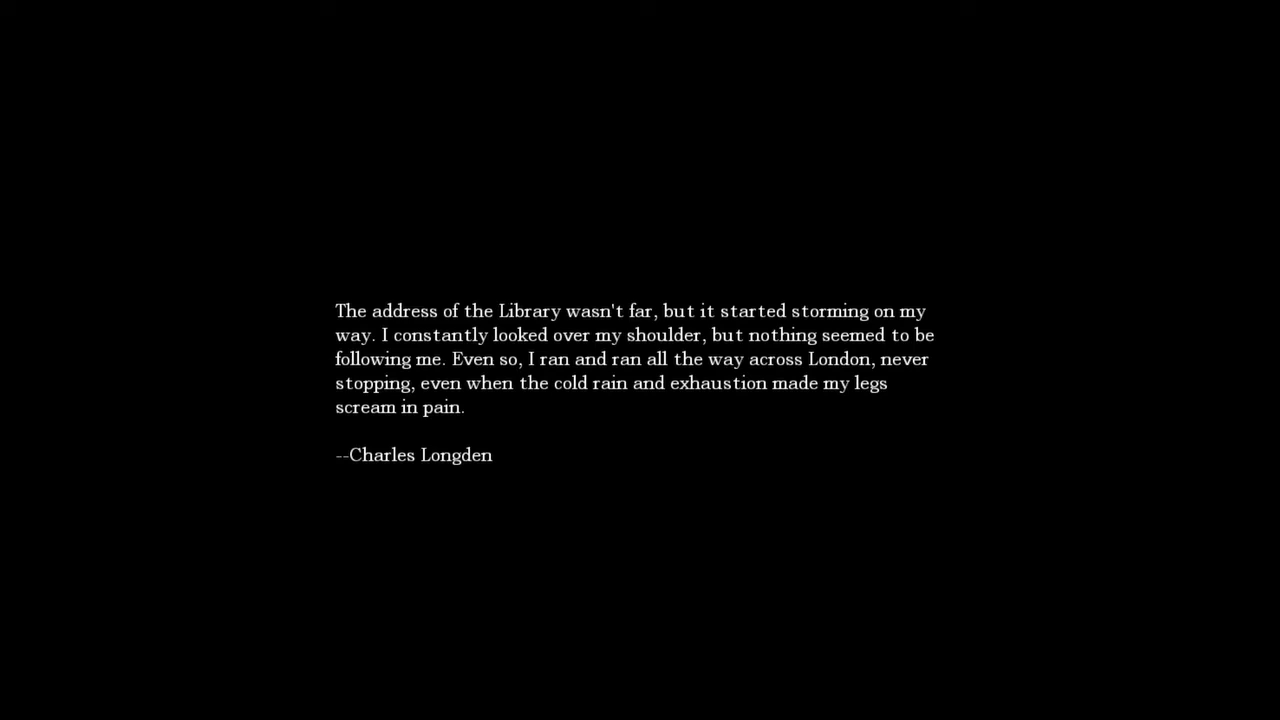 The address of the Library wasn't far, but it started storming on my
way. I constantly looked over my shoulder, but nothing seemed to be
following me. Even so, I ran and ran all the way across London, never
stopping, even when the cold rain and exhaustion made my legs
scream in pain.
--Charles Longden